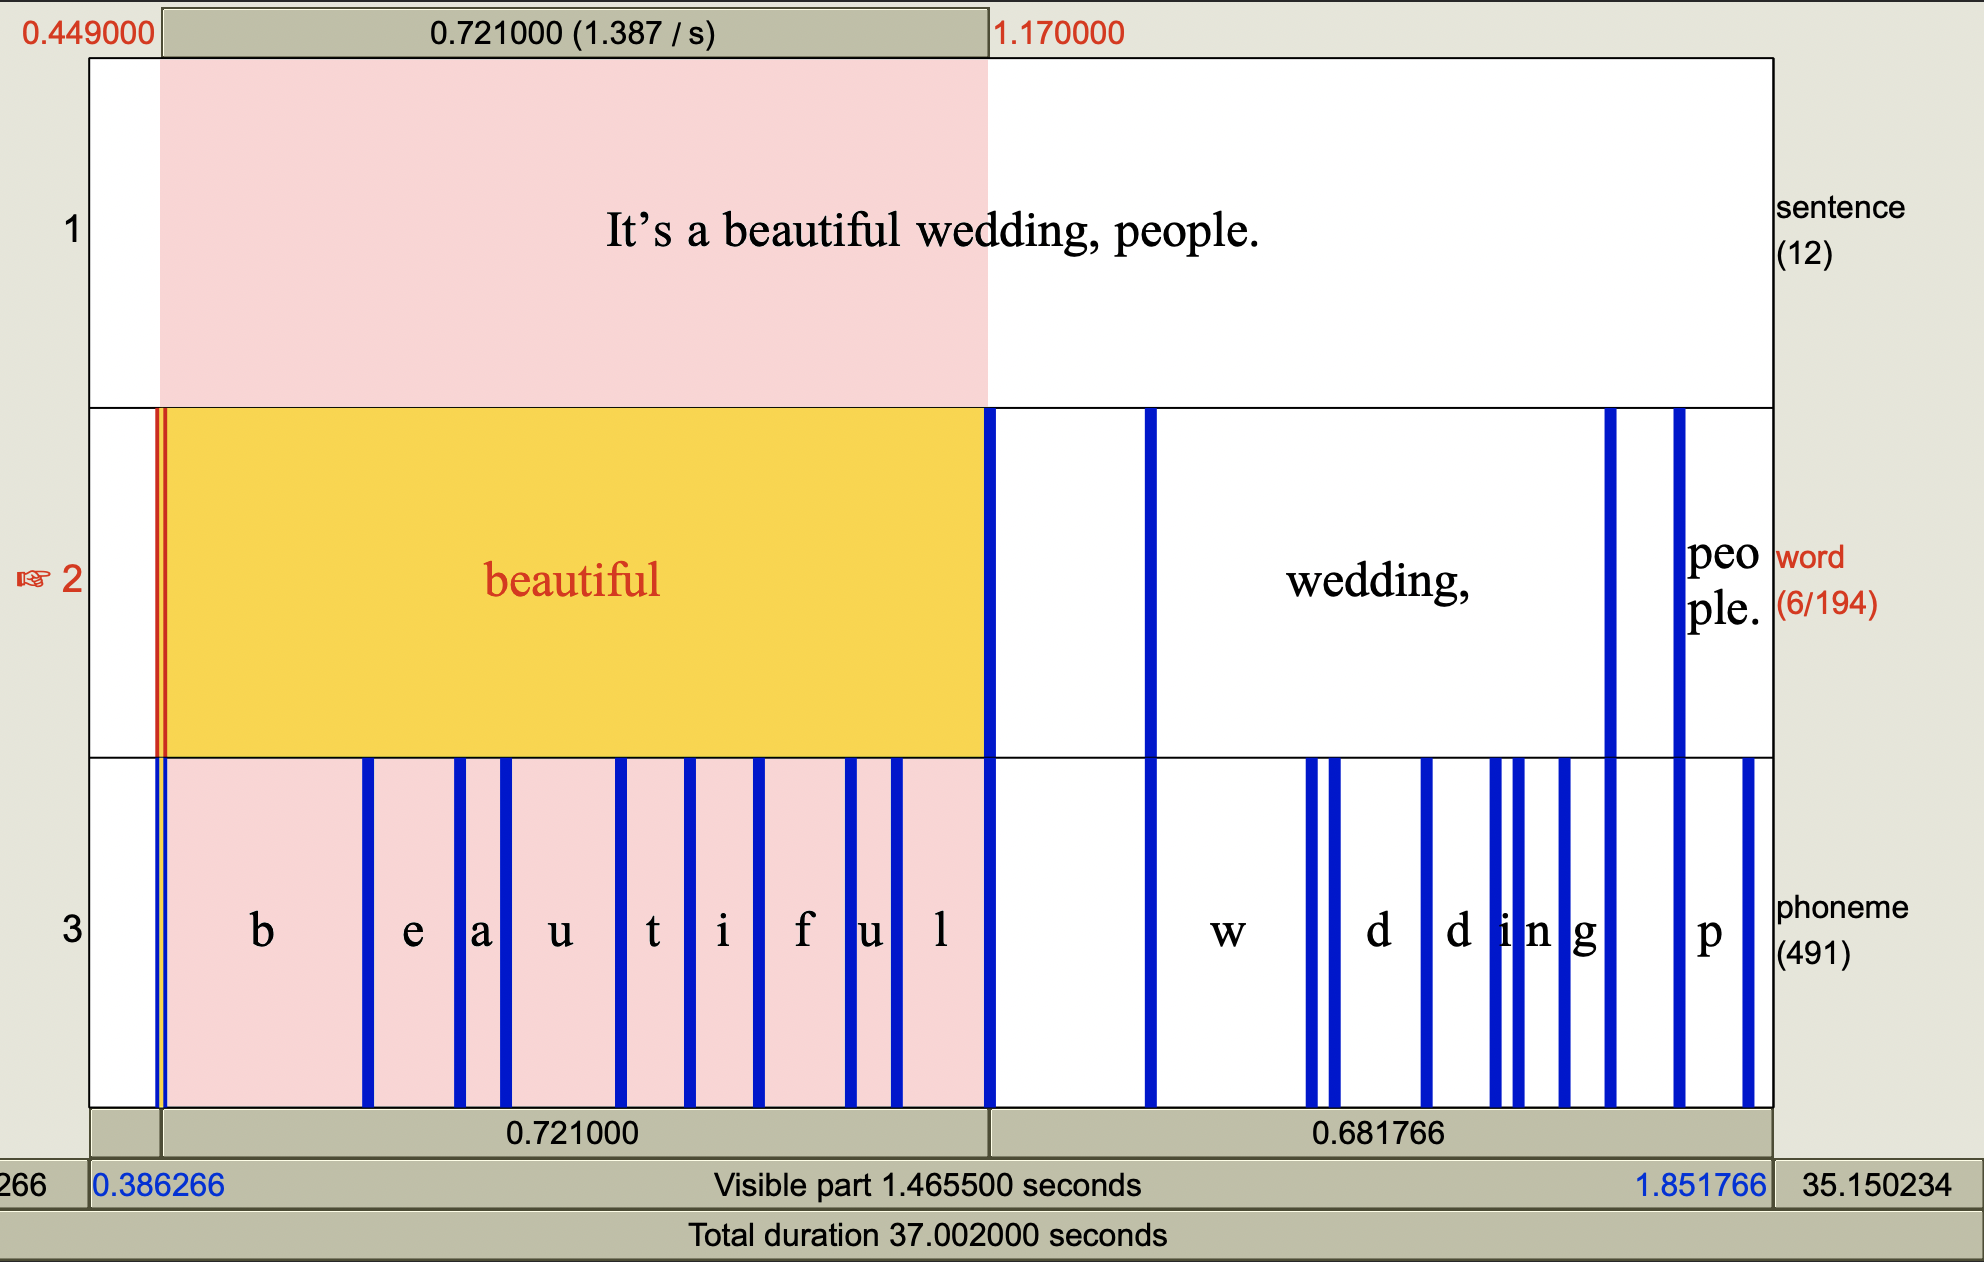 0.449000 0.721000 (1.387 / s) 1.170000
1 It’s a beautiful wedding, people. sentence
(12)
☞ 2 beautiful wedding, peo
ple. word
(6/194)
3 b e a u t i f u l w d d i n g p phoneme
(491)
0.721000 0.681766
266 0.386266 Visible part 1.465500 seconds 1.851766 35.150234
Total duration 37.002000 seconds